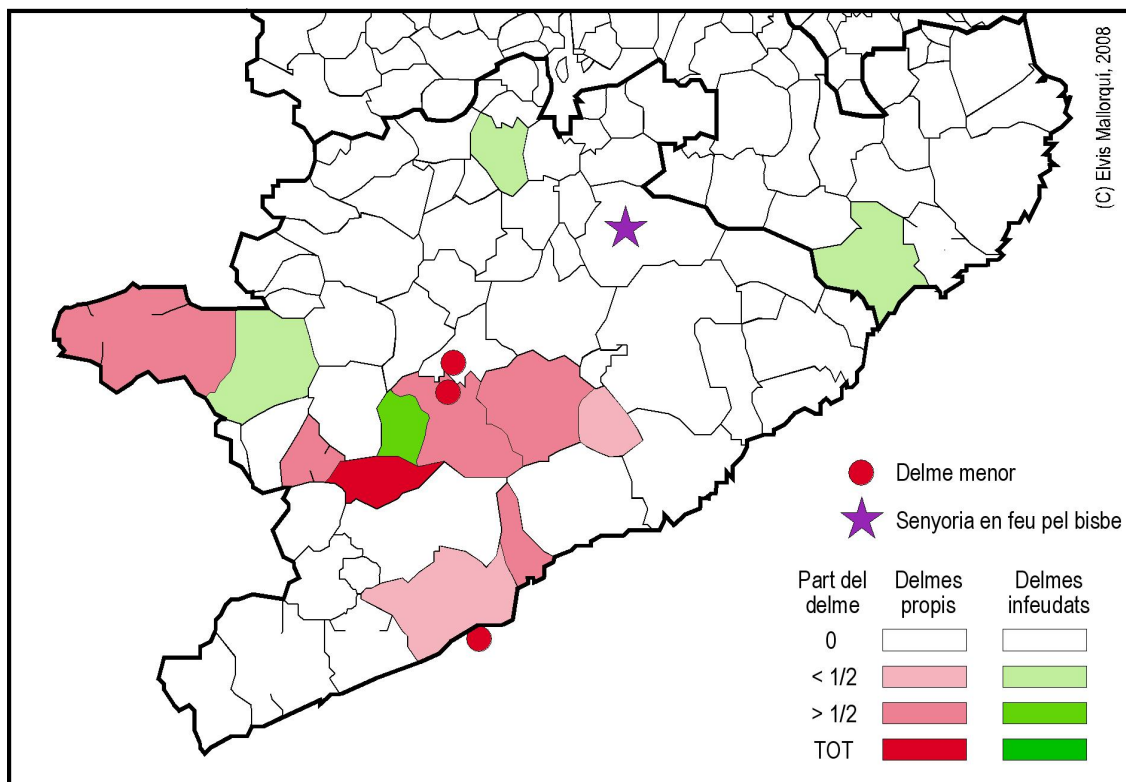 (C) Elvis Mallorquí, 2008
Delme menor
Senyoria en feu pel bisbe
Part del delme
Delmes propis
Delmes infeudats
0
< 1/2
> 1/2
TOT